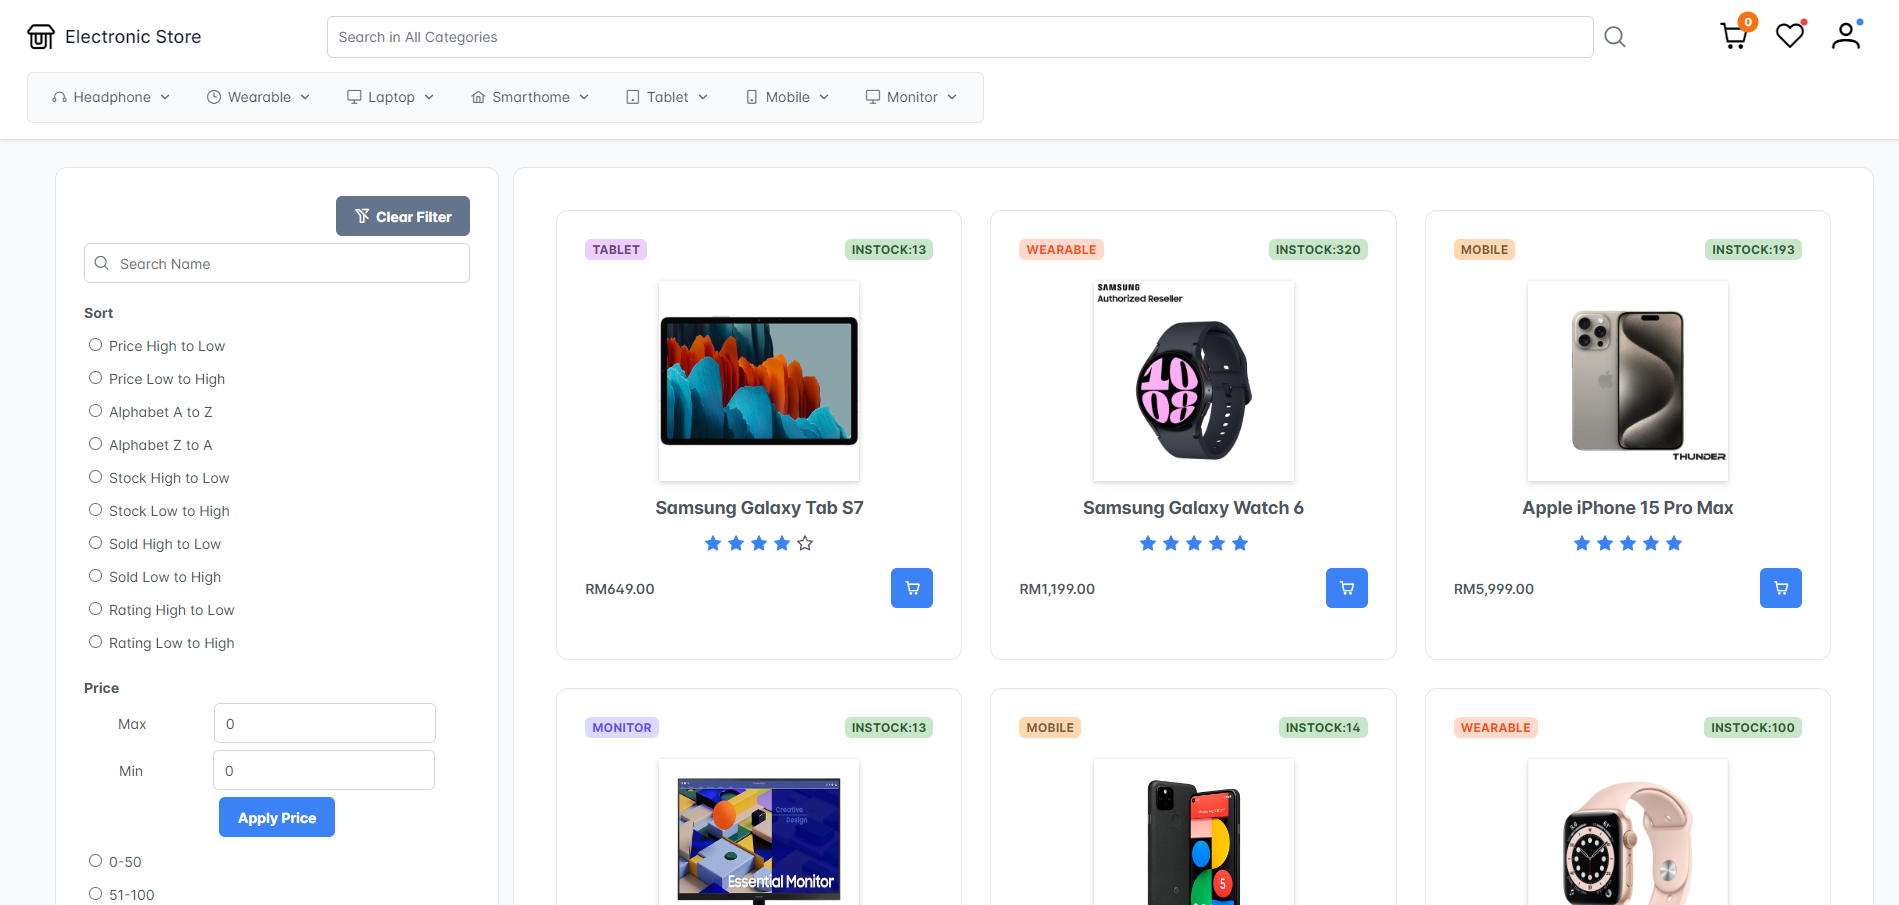 Electronic Store
Search in All Categories
0
Headphone
Wearable
Laptop
Smarthome
Tablet
Mobile
Monitor
Clear Filter
Search Name
Sort
Price High to Low
Price Low to High
Alphabet A to Z
Alphabet Z to A
Stock High to Low
Stock Low to High
Sold High to Low
Sold Low to High
Rating High to Low
Rating Low to High
Price
Max 0
Min 0
Apply Price
0-50
51-100
TABLET INSTOCK:13
Samsung Galaxy Tab S7
RM649.00
WEARABLE INSTOCK:320
SAMSUNG
Authorized Reseller
10
08
Samsung Galaxy Watch 6
RM1,199.00
MOBILE INSTOCK:193
THUNDER
Apple iPhone 15 Pro Max
RM5,999.00
MONITOR INSTOCK:13
Creative
Design
Essential Monitor
MOBILE INSTOCK:14
5
WEARABLE INSTOCK:100